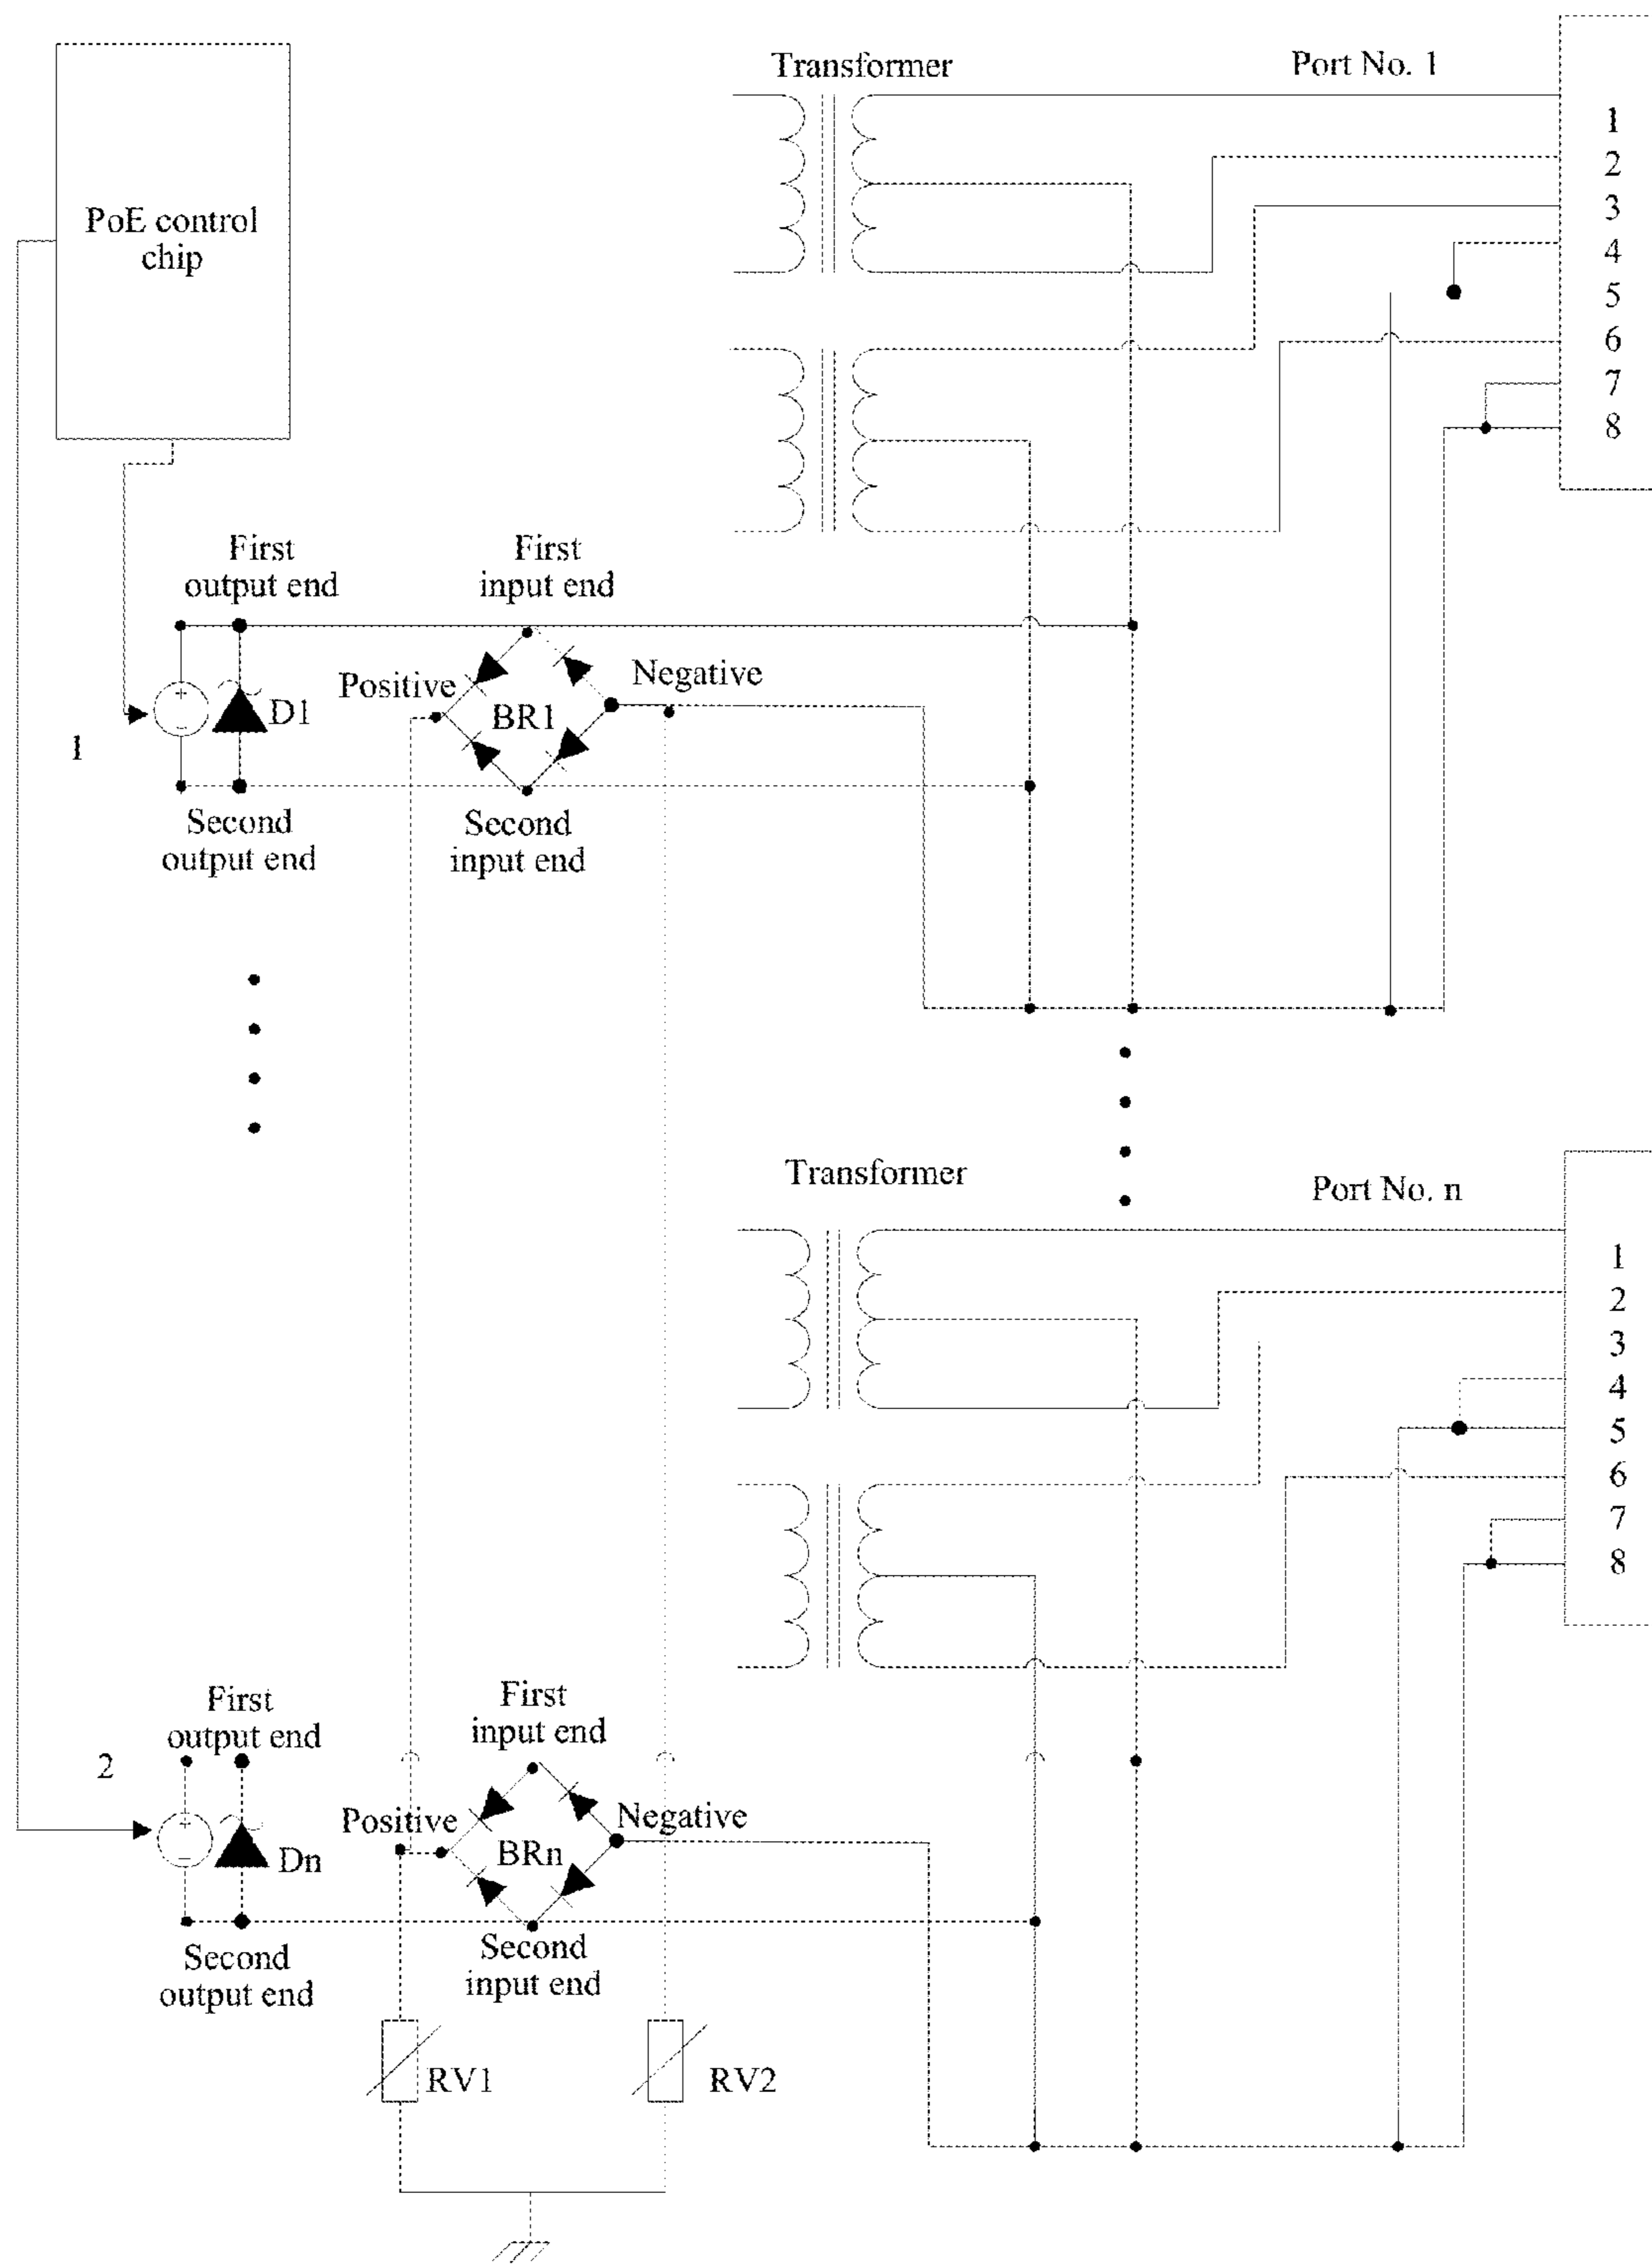 Transformer
Port No. 1
PoE control
chip
1
2
3
4
5
6
7
8
First
output end
First
input end
Positive
Negative
+
−
D1
BR1
1
Second
output end
Second
input end
Transformer
Port No. n
1
2
3
4
5
6
7
8
First
output end
First
input end
2
Positive
Negative
+
−
Dn
BRn
Second
output end
Second
input end
RV1
RV2